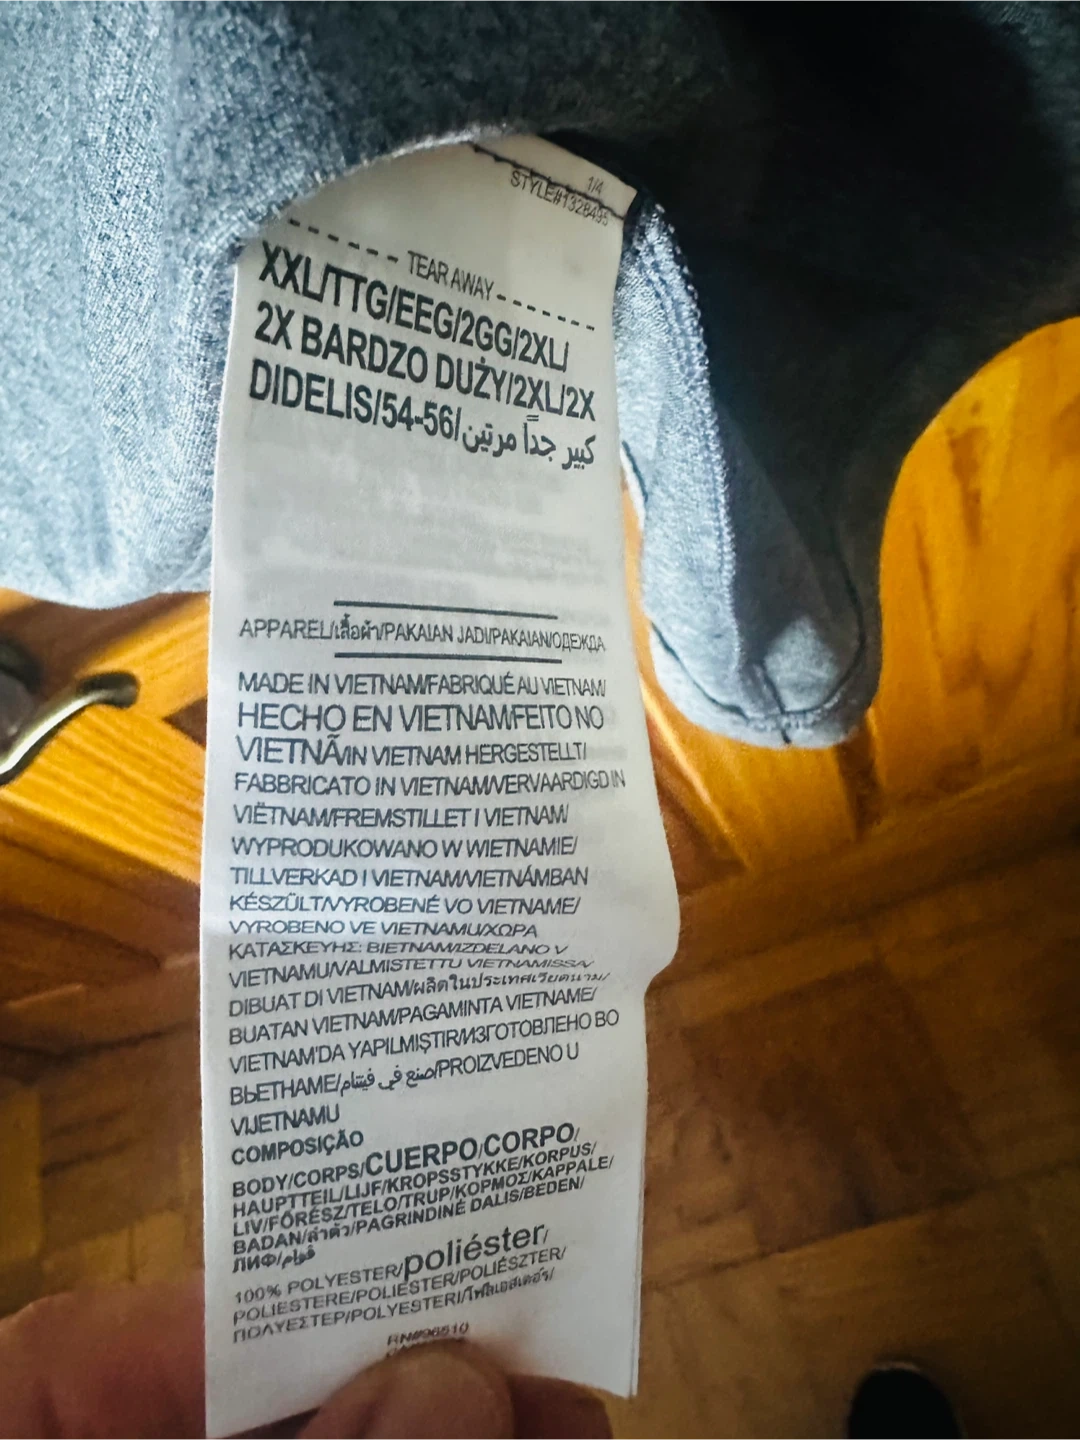 1/4
STYLE#1328495
- - - - - - TEAR AWAY - - - - - -
XXL/TTG/EEG/2GG/2XL/
2X BARDZO DUŻY/2XL/2X
DIDELIS/54-56/كبير جداً مرتين
APPAREL/เสื้อผ้า/PAKAIAN JADI/PAKAIAN/ОДЕЖДА
MADE IN VIETNAM/FABRIQUÉ AU VIETNAM/
HECHO EN VIETNAM/FEITO NO
VIETNÃ/IN VIETNAM HERGESTELLT/
FABBRICATO IN VIETNAM/VERVAARDIGD IN
VIËTNAM/FREMSTILLET I VIETNAM/
WYPRODUKOWANO W WIETNAMIE/
TILLVERKAD I VIETNAM/VIETNÁMBAN
KÉSZÜLT/VYROBENÉ VO VIETNAME/
VYROBENO VE VIETNAMU/ΧΩΡΑ
ΚΑΤΑΣΚΕΥΗΣ: ΒΙΕΤΝΑΜ/IZDELANO V
VIETNAMU/VALMISTETTU VIETNAMISSA/
DIBUAT DI VIETNAM/ผลิตในประเทศเวียดนาม/
BUATAN VIETNAM/PAGAMINTA VIETNAME/
VIETNAM'DA YAPILMIŞTIR/ИЗГОТОВЛЕНО ВО
ВЬЕТНАМЕ/صنع في فيتنام/PROIZVEDENO U
VIJETNAMU
COMPOSIÇÃO
BODY/CORPS/CUERPO/CORPO/
HAUPTTEIL/LIJF/KROPSSTYKKE/KORPUS/
LIV/FŐRÉSZ/TELO/TRUP/ΚΟΡΜΟΣ/KAPPALE/
BADAN/ลำตัว/PAGRINDINĖ DALIS/BEDEN/
ЛИФ/قوام
100% POLYESTER/poliéster/
POLIESTERE/POLIESTER/POLIÉSZTER/
ΠΟΛΥΕΣΤΕΡ/POLYESTERI/โพลีเอสเตอร์/
RN#96510